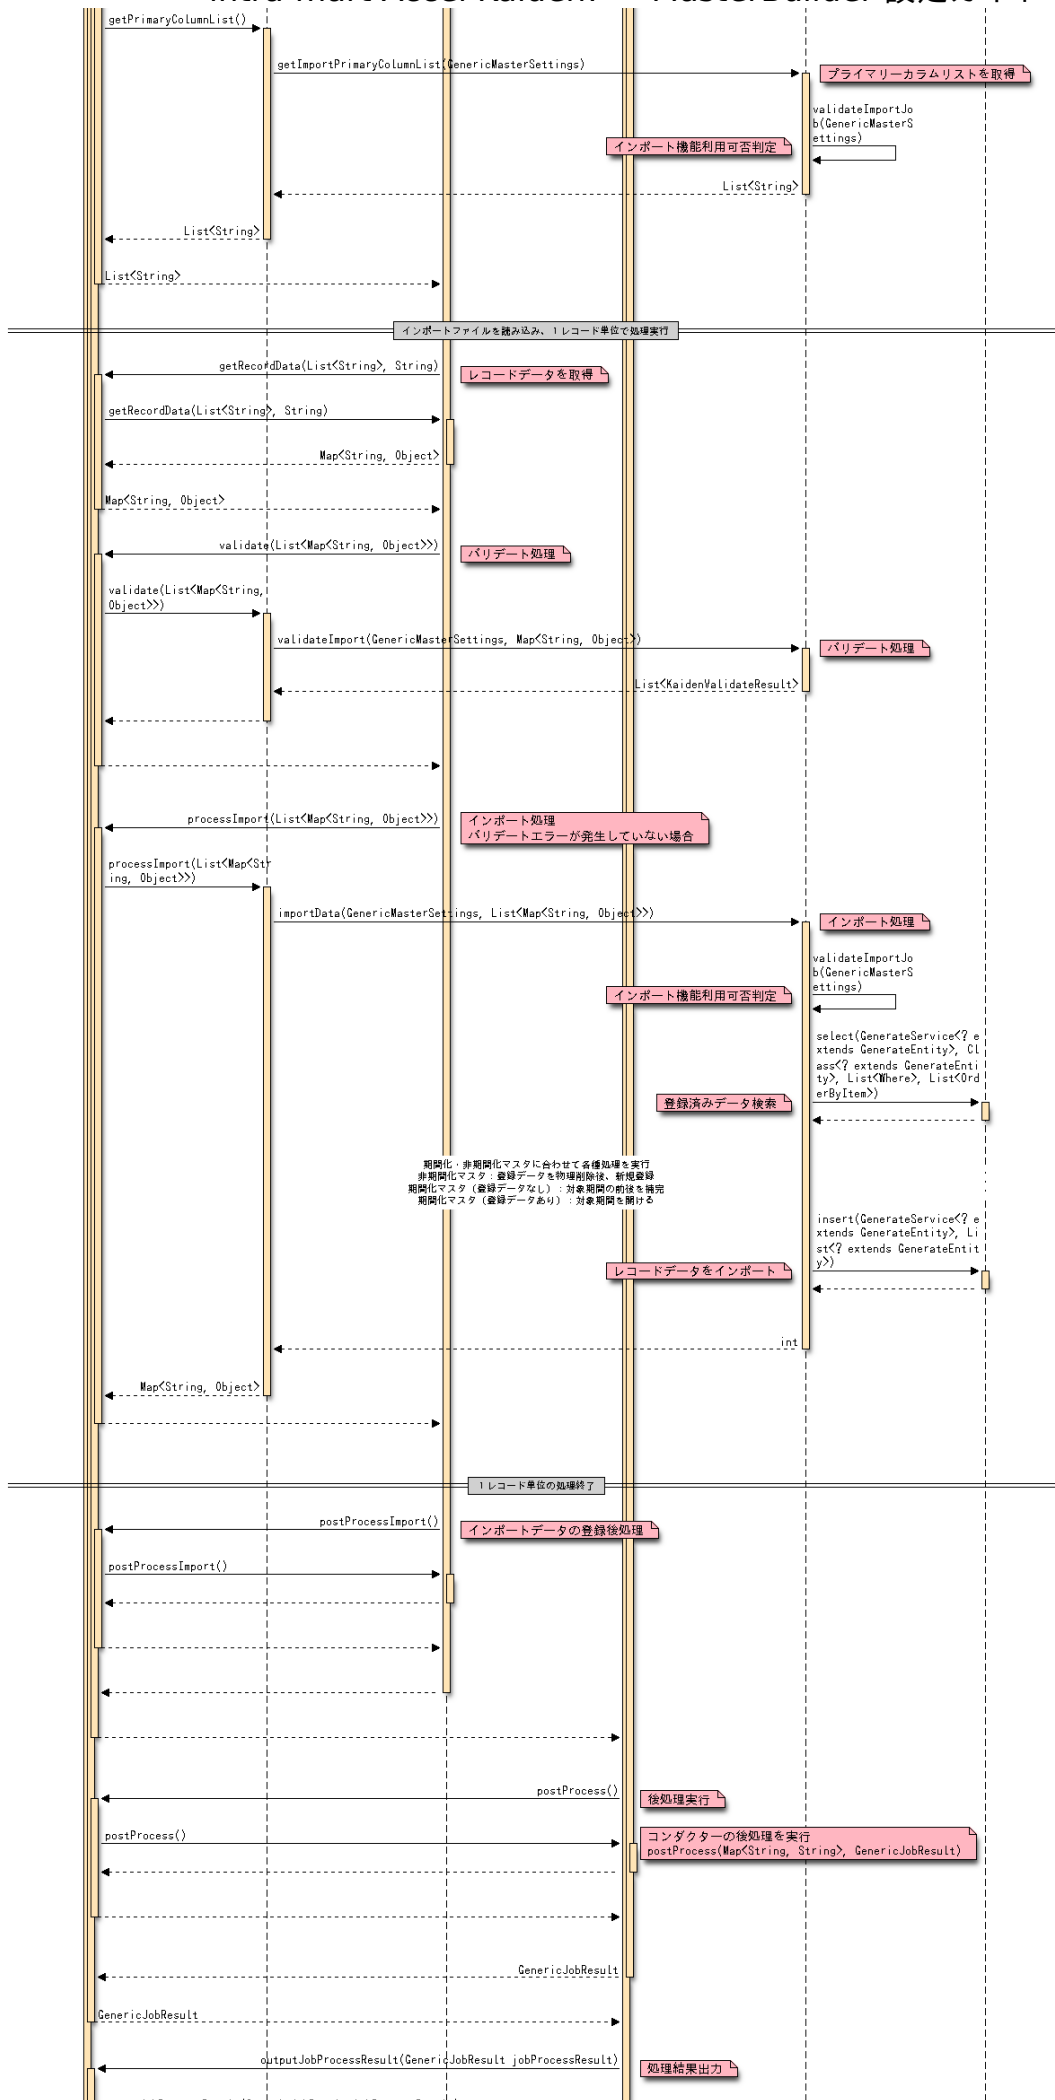 getPrimaryColumnList()
getImportPrimaryColumnList(GenericMasterSettings)
プライマリーカラムリストを取得
validateImportJo
b(GenericMasterS
ettings)
インポート機能利用可否判定
List<String>
List<String>
List<String>
インポートファイルを読み込み、1レコード単位で処理実行
getRecordData(List<String>, String)
レコードデータを取得
getRecordData(List<String>, String)
Map<String, Object>
Map<String, Object>
validate(List<Map<String, Object>>)
バリデート処理
validate(List<Map<String,
Object>>)
validateImport(GenericMasterSettings, Map<String, Object>)
バリデート処理
List<KaidenValidateResult>
processImport(List<Map<String, Object>>)
インポート処理
バリデートエラーが発生していない場合
processImport(List<Map<Str
ing, Object>>)
importData(GenericMasterSettings, List<Map<String, Object>>)
インポート処理
validateImportJo
b(GenericMasterS
ettings)
インポート機能利用可否判定
select(GenerateService<? e
xtends GenerateEntity>, Cl
ass<? extends GenerateEnti
ty>, List<Where>, List<Ord
erByItem>)
登録済みデータ検索
期間化・非期間化マスタに合わせて各種処理を実行
非期間化マスタ：登録データを物理削除後、新規登録
期間化マスタ（登録データなし）：対象期間の前後を補完
期間化マスタ（登録データあり）：対象期間を開ける
insert(GenerateService<? e
xtends GenerateEntity>, Li
st<? extends GenerateEntit
y>)
レコードデータをインポート
int
Map<String, Object>
1レコード単位の処理終了
postProcessImport()
インポートデータの登録後処理
postProcessImport()
postProcess()
後処理実行
postProcess()
コンダクターの後処理を実行
postProcess(Map<String, String>, GenericJobResult)
GenericJobResult
GenericJobResult
outputJobProcessResult(GenericJobResult jobProcessResult)
処理結果出力